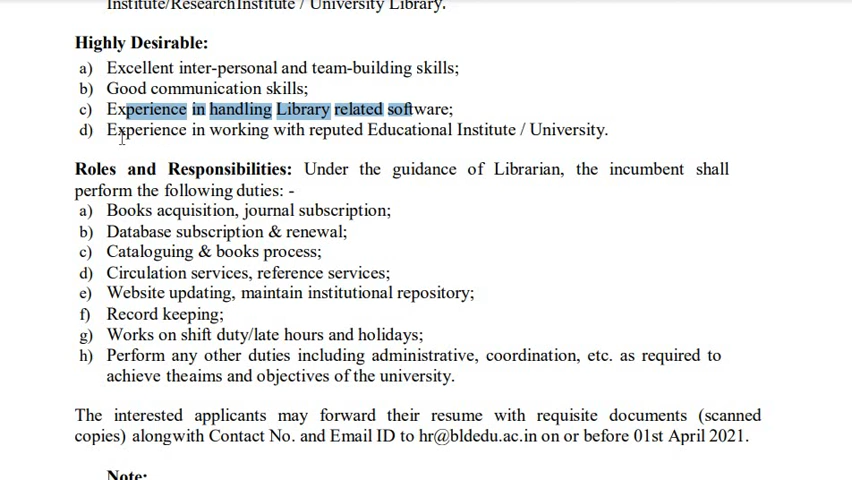 Institute/ResearchInstitute / University Library.
Highly Desirable:
a) Excellent inter-personal and team-building skills;
b) Good communication skills;
c) Experience in handling Library related software;
d) Experience in working with reputed Educational Institute / University.
Roles and Responsibilities: Under the guidance of Librarian, the incumbent shall
perform the following duties: -
a) Books acquisition, journal subscription;
b) Database subscription & renewal;
c) Cataloguing & books process;
d) Circulation services, reference services;
e) Website updating, maintain institutional repository;
f) Record keeping;
g) Works on shift duty/late hours and holidays;
h) Perform any other duties including administrative, coordination, etc. as required to
achieve theaims and objectives of the university.
The interested applicants may forward their resume with requisite documents (scanned
copies) alongwith Contact No. and Email ID to hr@bldedu.ac.in on or before 01st April 2021.
Note: